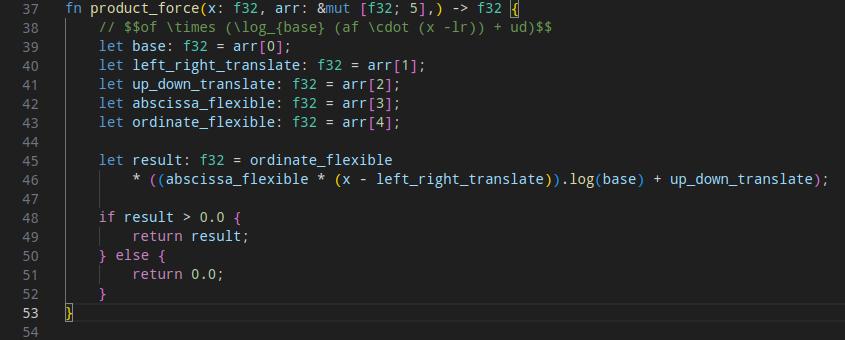 37 fn product_force(x: f32, arr: &mut [f32; 5],) -> f32 {
38     // $$of \times (\log_{base} (af \cdot (x -lr)) + ud)$$
39     let base: f32 = arr[0];
40     let left_right_translate: f32 = arr[1];
41     let up_down_translate: f32 = arr[2];
42     let abscissa_flexible: f32 = arr[3];
43     let ordinate_flexible: f32 = arr[4];
44
45     let result: f32 = ordinate_flexible
46         * ((abscissa_flexible * (x - left_right_translate)).log(base) + up_down_translate);
47
48     if result > 0.0 {
49         return result;
50     } else {
51         return 0.0;
52     }
53 }
54